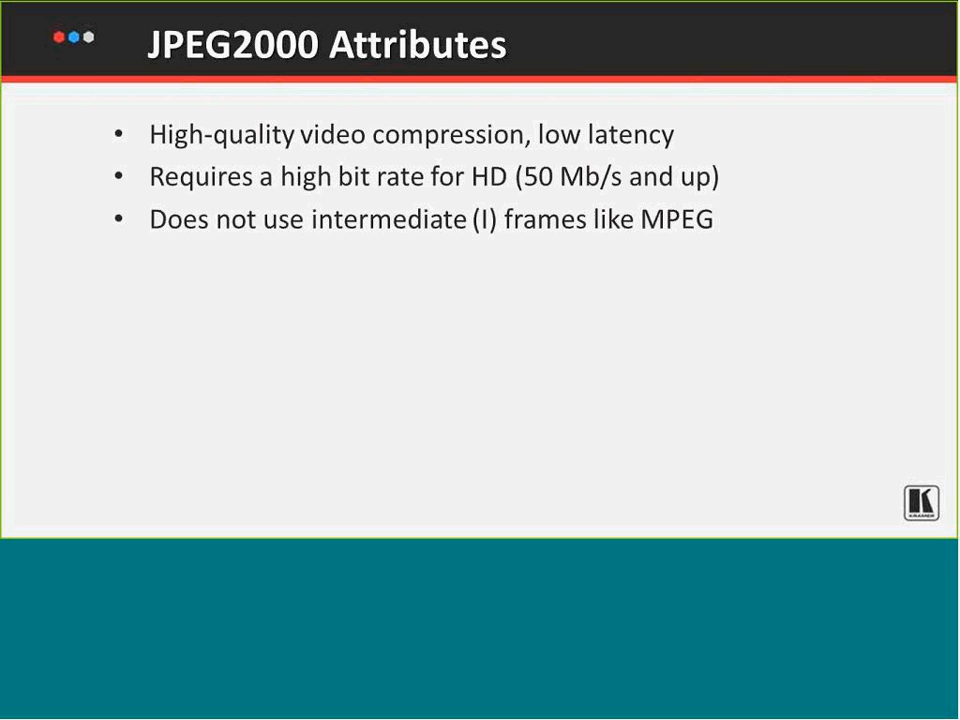 JPEG2000 Attributes
• High-quality video compression, low latency
• Requires a high bit rate for HD (50 Mb/s and up)
• Does not use intermediate (I) frames like MPEG
K
KRAMER